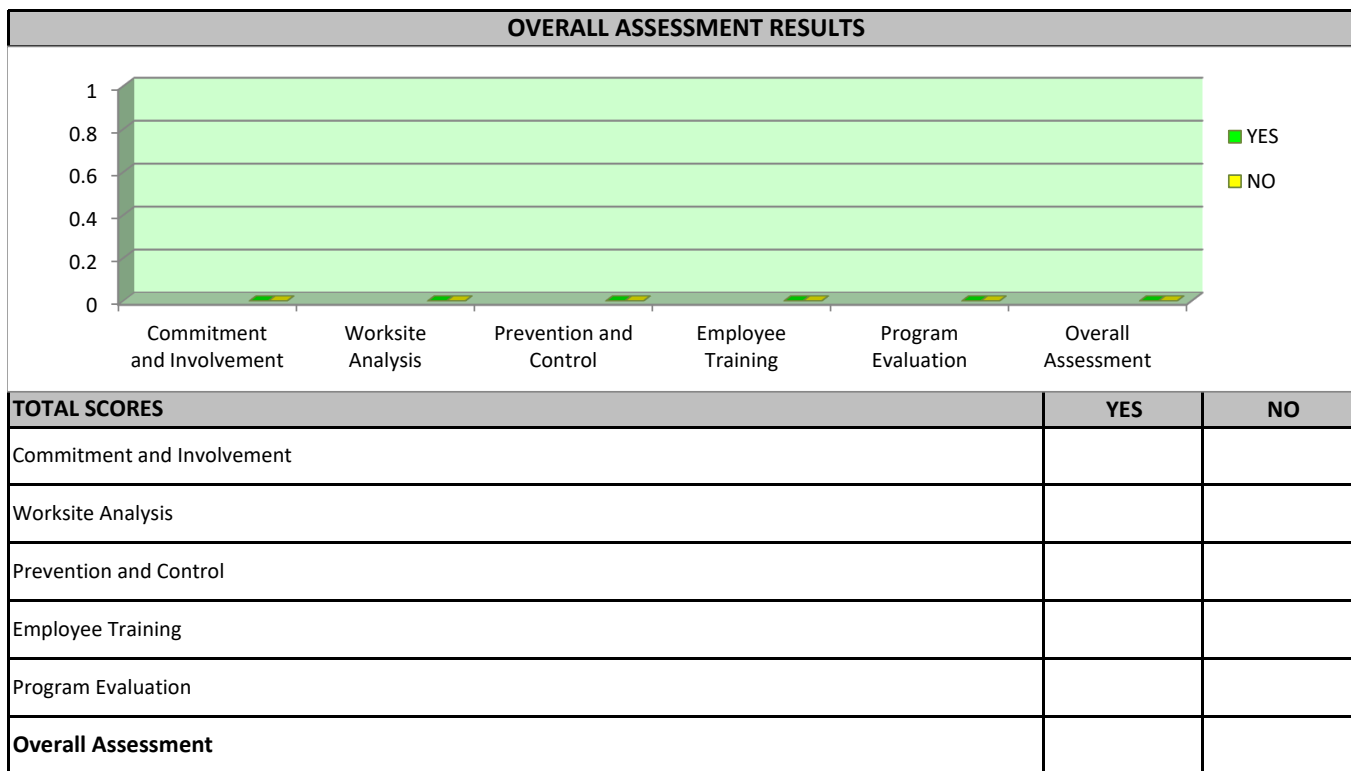 OVERALL ASSESSMENT RESULTS
1
0.8
0.6
0.4
0.2
0
YES
NO
Commitment
and Involvement
Worksite
Analysis
Prevention and
Control
Employee
Training
Program
Evaluation
Overall
Assessment
TOTAL SCORES YES NO
Commitment and Involvement
Worksite Analysis
Prevention and Control
Employee Training
Program Evaluation
Overall Assessment